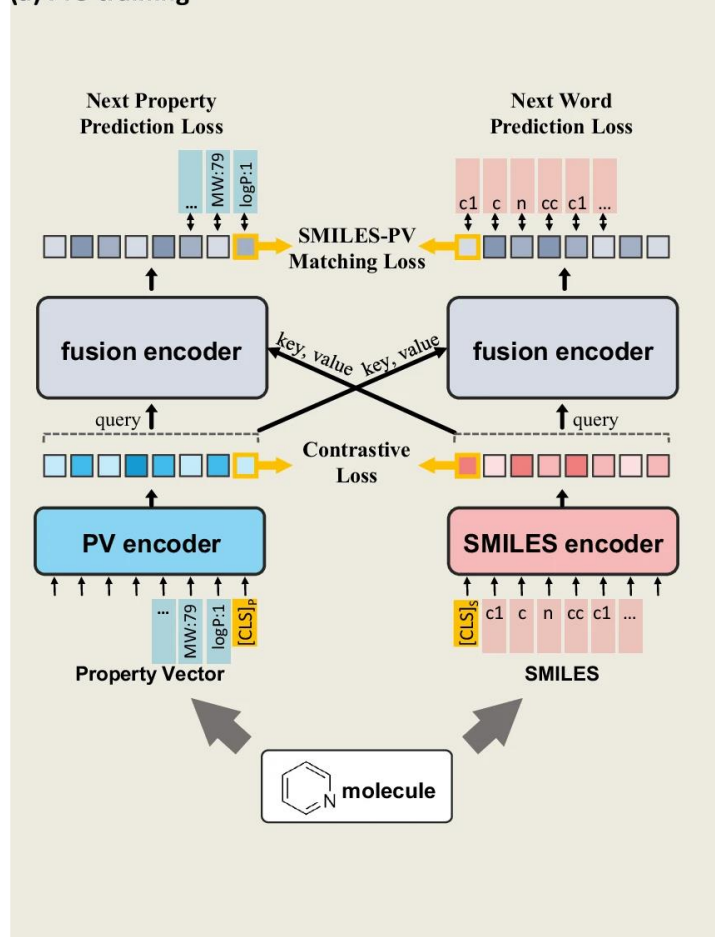 Next Property
Prediction Loss
Next Word
Prediction Loss
...
MW:79
logP:1
c1
c
n
cc
c1
...
SMILES-PV
Matching Loss
fusion encoder
key, value
key, value
fusion encoder
query
query
Contrastive
Loss
PV encoder
SMILES encoder
...
MW:79
logP:1
[CLS]P
[CLS]S
c1
c
n
cc
c1
...
Property Vector
SMILES
N
molecule